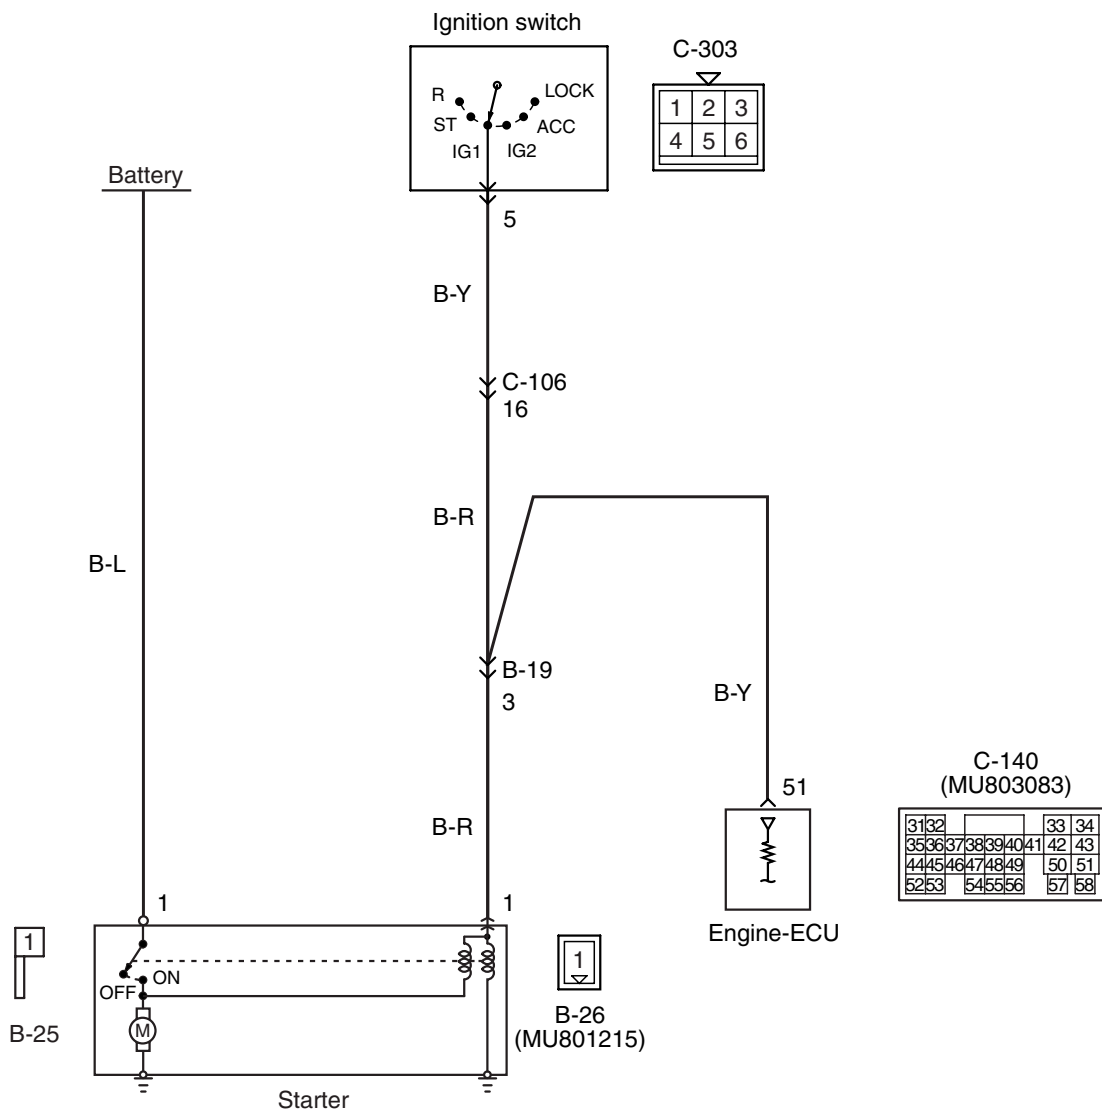 Ignition switch
C-303
R
LOCK
ST
ACC
IG1
IG2
1 2 3
4 5 6
Battery
5
B-Y
C-106
16
B-R
B-L
B-19
3
B-Y
51
C-140
(MU803083)
31 32 33 34
35 36 37 38 39 40 41 42 43
44 45 46 47 48 49 50 51
52 53 54 55 56 57 58
B-R
1
1
Engine-ECU
1
ON
OFF
M
1
B-25
B-26
(MU801215)
Starter